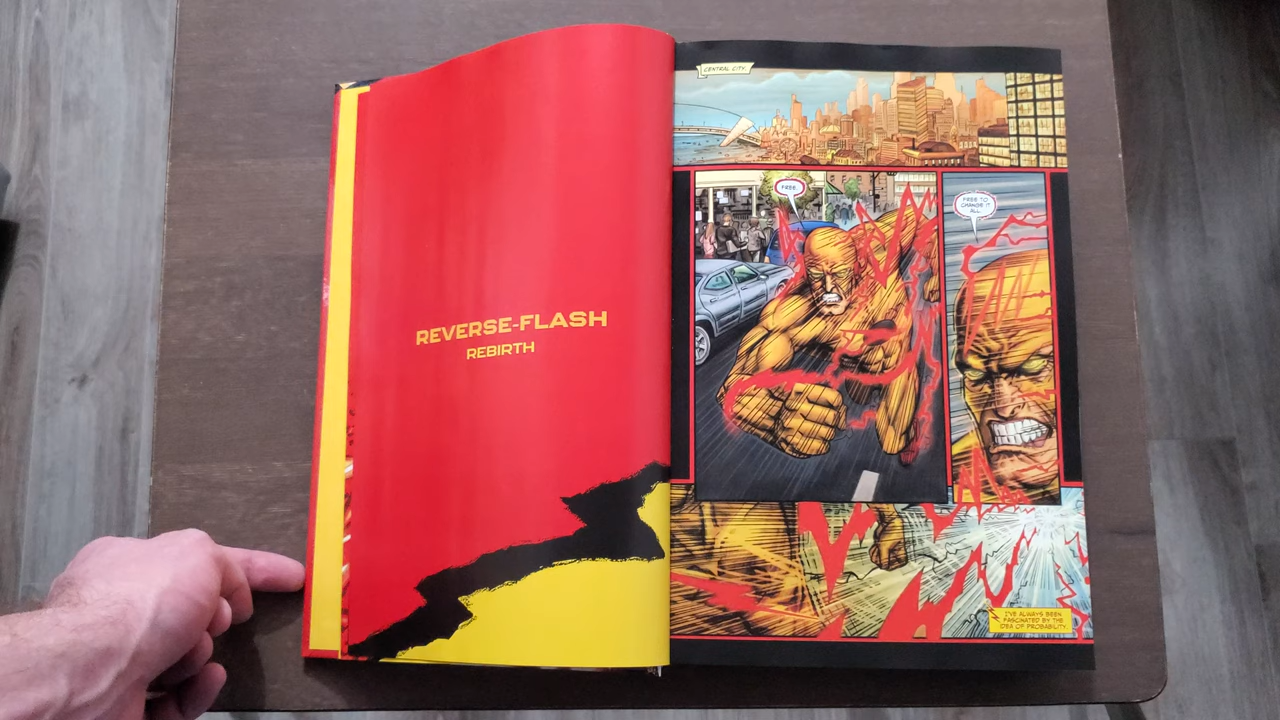 REVERSE-FLASH
REBIRTH
CENTRAL CITY.
FREE.
FREE TO
CHANGE IT
ALL.
I'VE ALWAYS BEEN
FASCINATED BY THE
IDEA OF PROBABILITY.